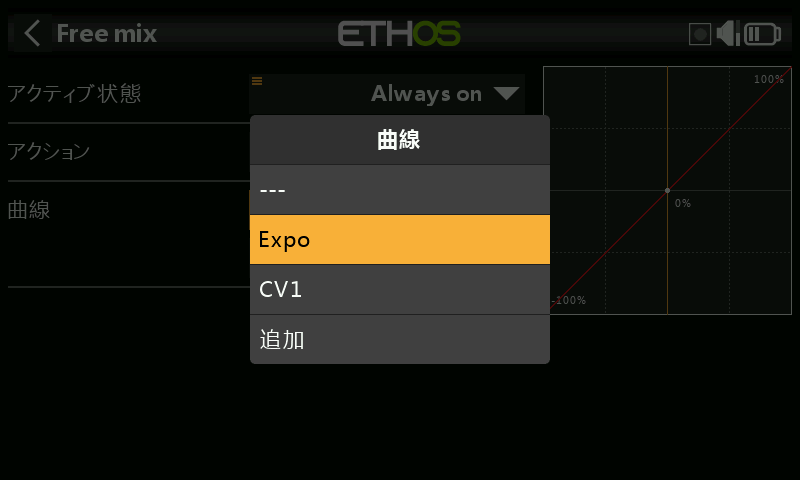 Free mix
ETHOS
アクティブ状態
Always on
アクション
曲線
曲線
---
Expo
CV1
追加
100%
0%
-100%